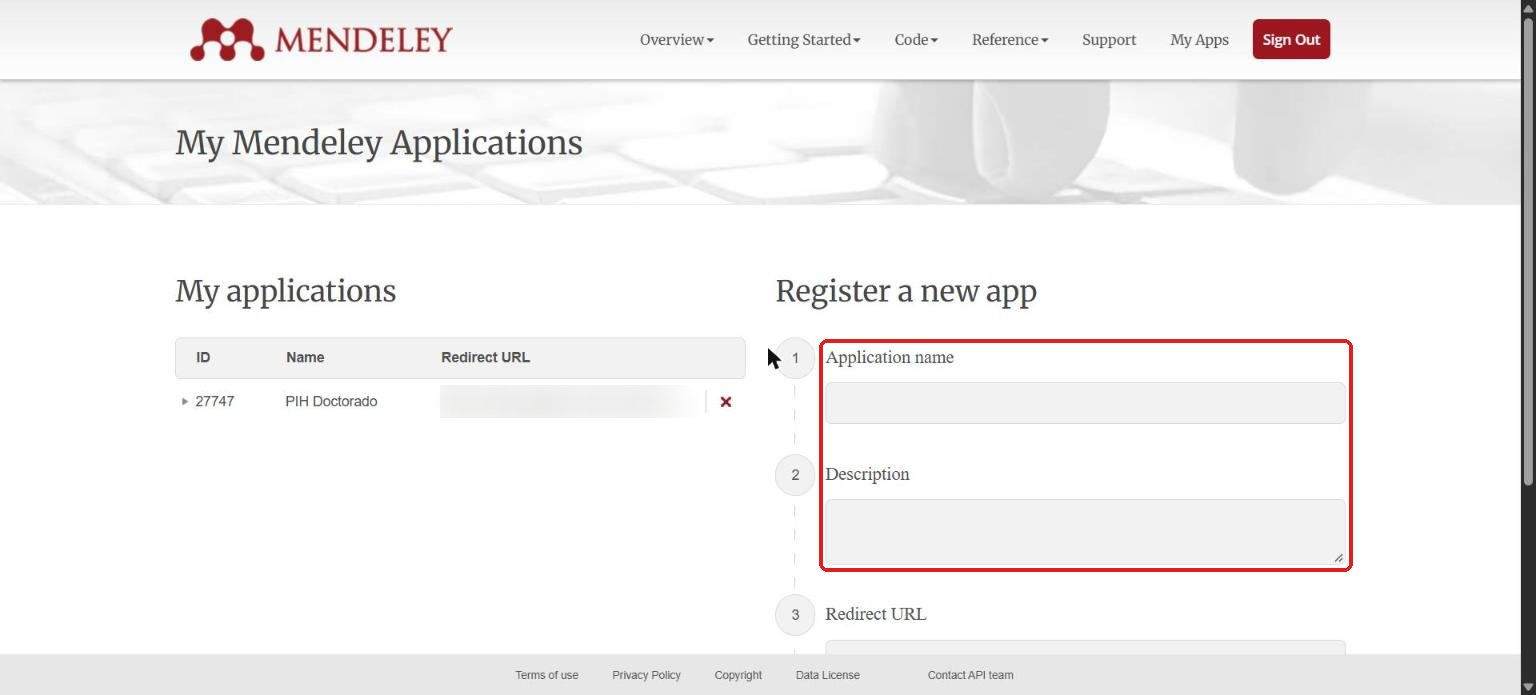 MENDELEY
Overview Getting Started Code Reference Support My Apps Sign Out
My Mendeley Applications
My applications
ID Name Redirect URL
27747 PIH Doctorado
Register a new app
1 Application name
2 Description
3 Redirect URL
Terms of use Privacy Policy Copyright Data License Contact API team